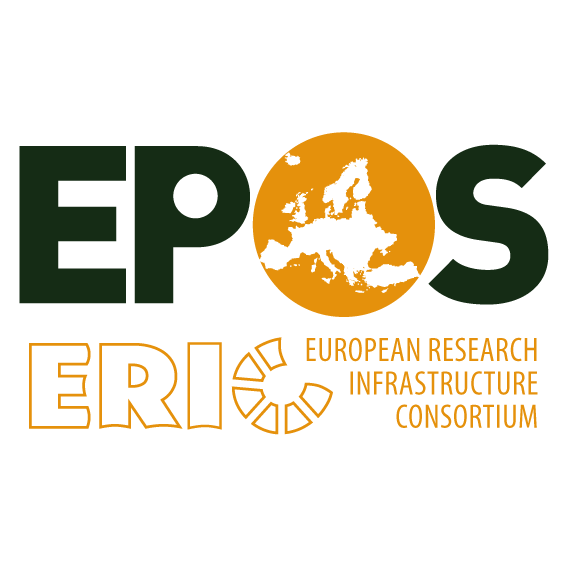 EPOS
ERIC
EUROPEAN RESEARCH
INFRASTRUCTURE
CONSORTIUM